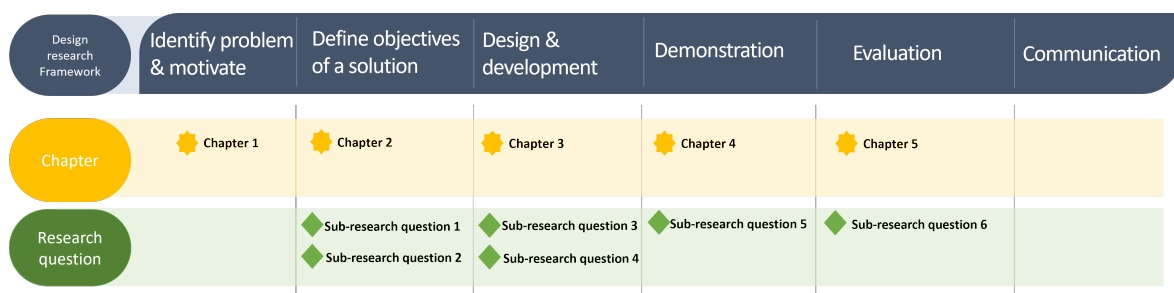 Design
research
Framework
Identify problem
& motivate
Define objectives
of a solution
Design &
development
Demonstration
Evaluation
Communication
Chapter
Chapter 1
Chapter 2
Chapter 3
Chapter 4
Chapter 5
Research
question
Sub-research question 1
Sub-research question 2
Sub-research question 3
Sub-research question 4
Sub-research question 5
Sub-research question 6